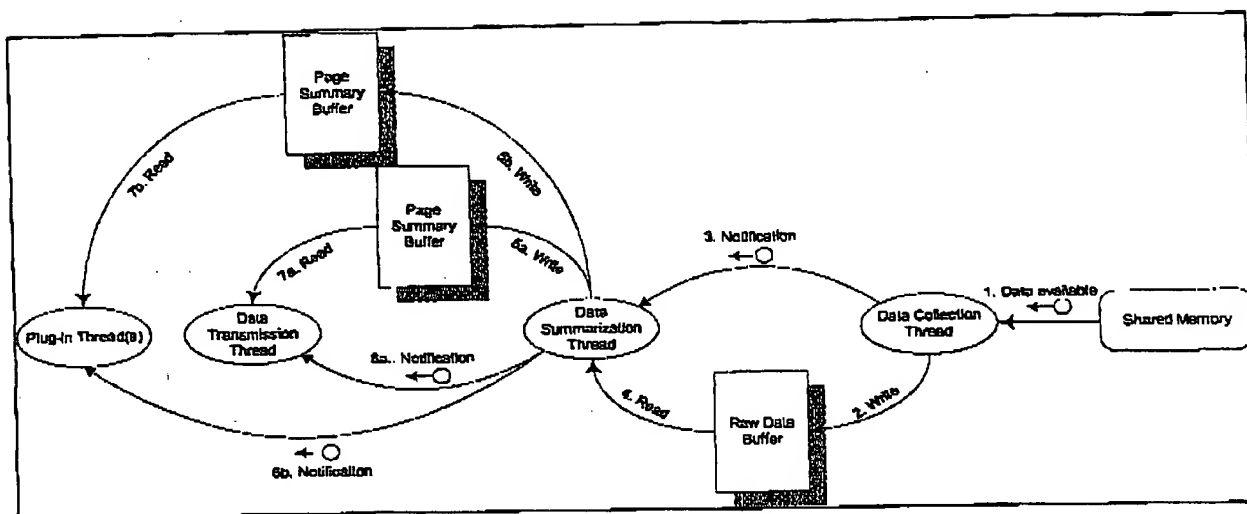 Page
Summary
Buffer
7b. Read
5b. Write
Page
Summary
Buffer
7a. Read
5a. Write
3. Notification
1. Data available
Plug-In Thread(s)
Data
Transmission
Thread
Data
Summarization
Thread
Data Collection
Thread
Shared Memory
6a.. Notification
4. Read
Raw Data
Buffer
2. Write
6b. Notification